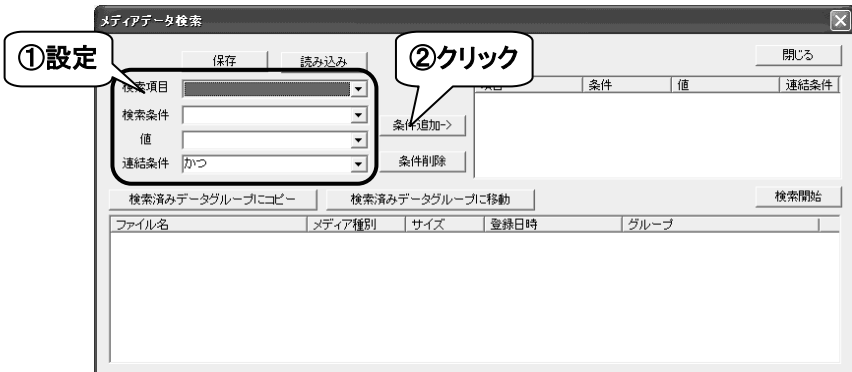 メディアデータ検索
①設定
保存
読み込み
②クリック
閉じる
検索項目
検索条件
値
連結条件
かつ
条件追加->
条件削除
項目
条件
値
連結条件
検索済みデータグループにコピー
検索済みデータグループに移動
検索開始
ファイル名
メディア種別
サイズ
登録日時
グループ